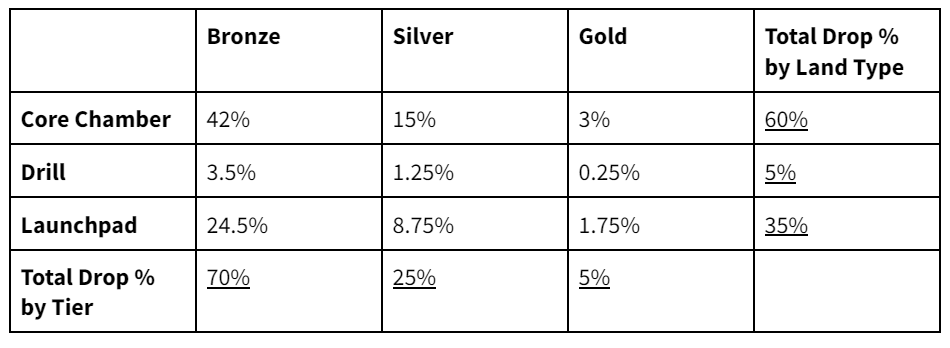 Bronze Silver Gold Total Drop %
by Land Type
Core Chamber 42% 15% 3% 60%
Drill 3.5% 1.25% 0.25% 5%
Launchpad 24.5% 8.75% 1.75% 35%
Total Drop % 70% 25% 5%
by Tier